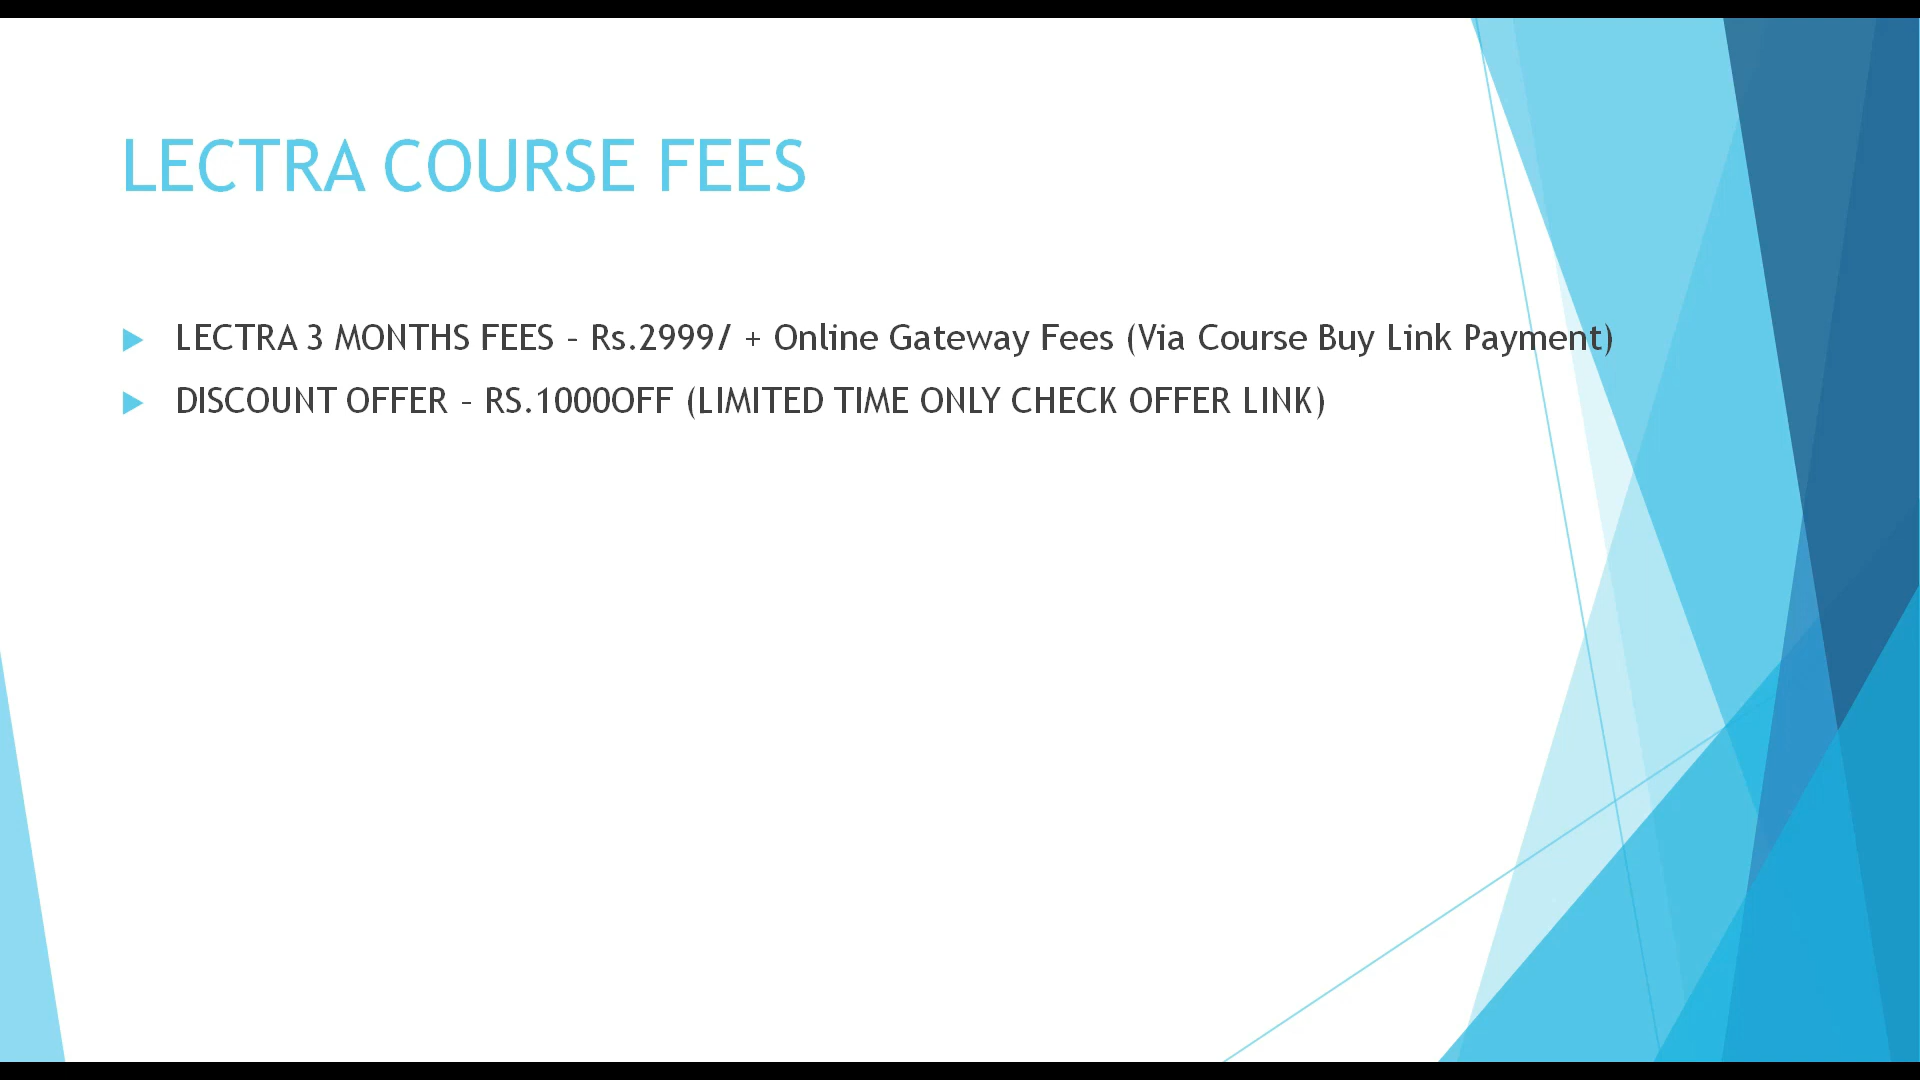 LECTRA COURSE FEES
LECTRA 3 MONTHS FEES – Rs.2999/ + Online Gateway Fees (Via Course Buy Link Payment)
DISCOUNT OFFER – RS.1000OFF (LIMITED TIME ONLY CHECK OFFER LINK)